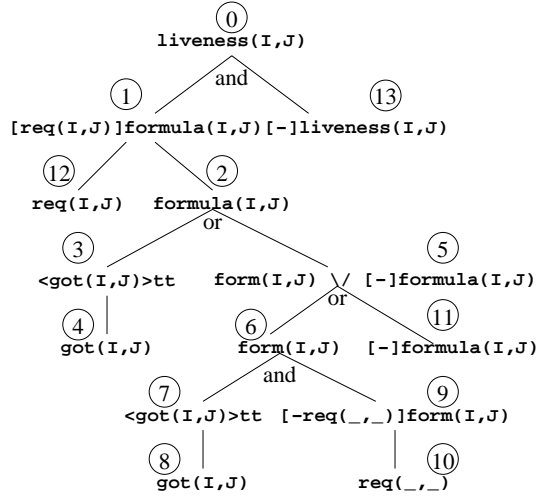 0
liveness(I,J)
and
1 13
[req(I,J)]formula(I,J) [-]liveness(I,J)
12 2
req(I,J) formula(I,J)
or
3 5
<got(I,J)>tt form(I,J) \/ [-]formula(I,J)
or
4 6 11
got(I,J) form(I,J) [-]formula(I,J)
and
7 9
<got(I,J)>tt [-req(_,_)]form(I,J)
8 10
got(I,J) req(_,_)